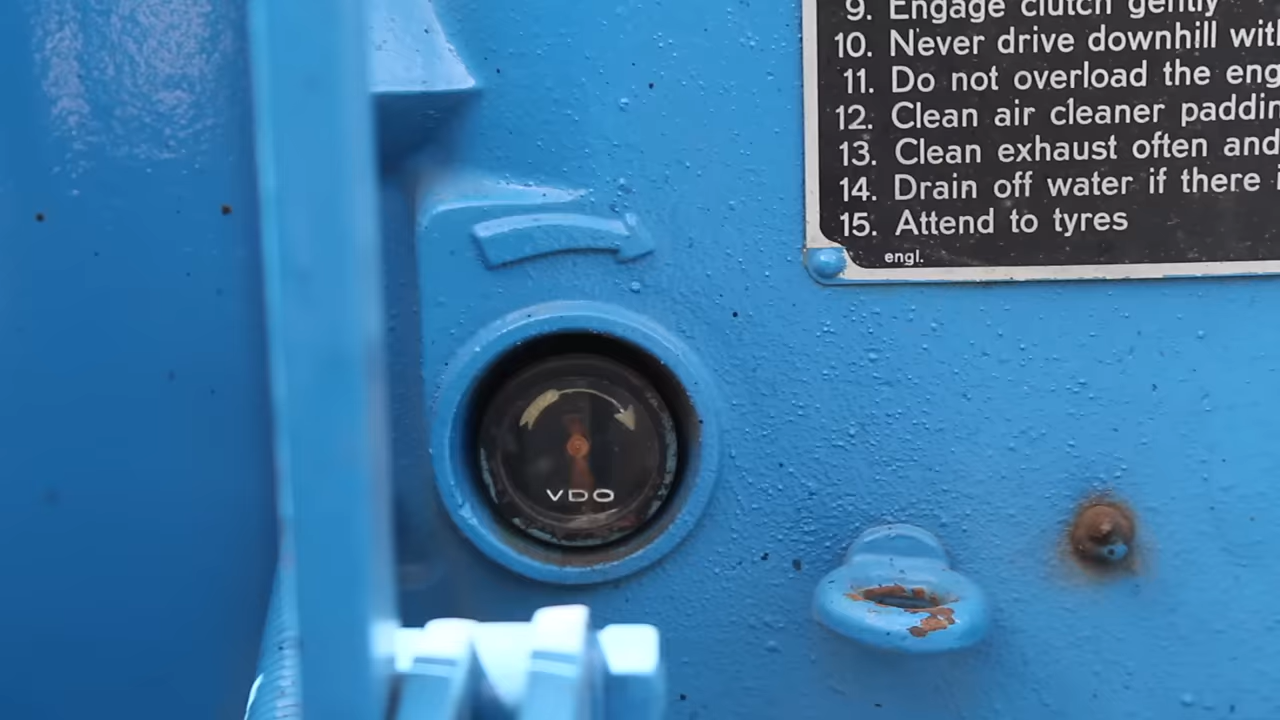 9. Engage clutch gently
10. Never drive downhill with
11. Do not overload the eng
12. Clean air cleaner paddin
13. Clean exhaust often and
14. Drain off water if there i
15. Attend to tyres
engl.
VDO